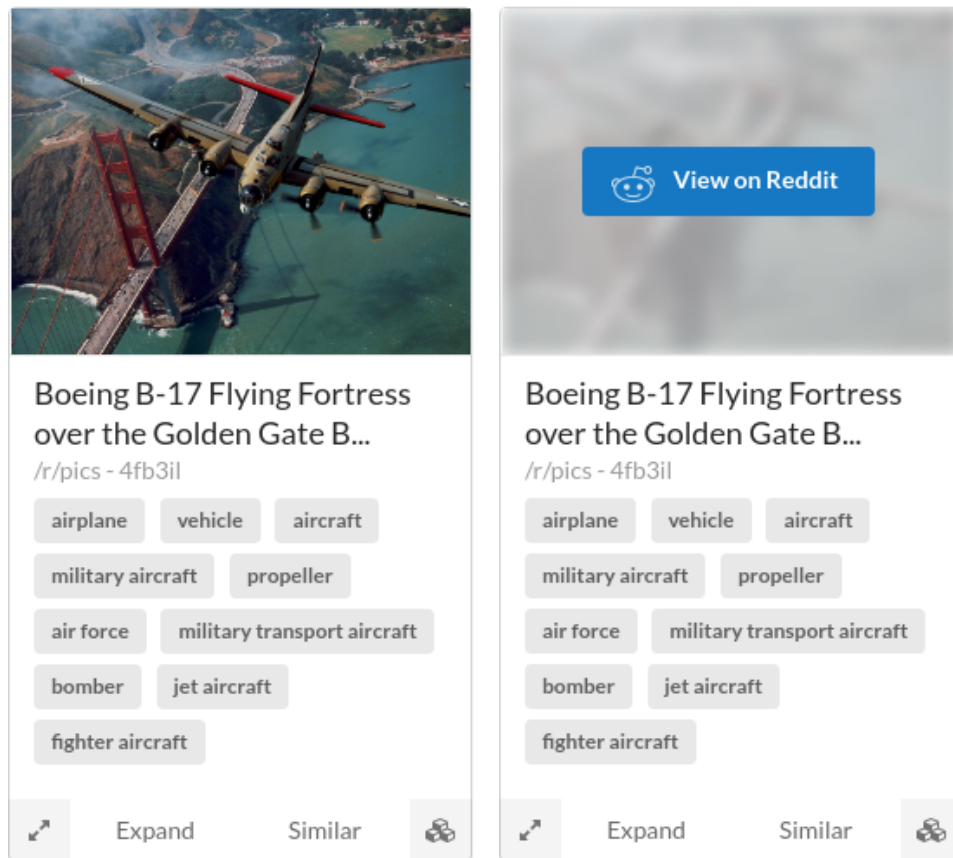 Boeing B-17 Flying Fortress
over the Golden Gate B...
/r/pics - 4fb3il
airplane vehicle aircraft
military aircraft propeller
air force military transport aircraft
bomber jet aircraft
fighter aircraft
Expand Similar
View on Reddit
Boeing B-17 Flying Fortress
over the Golden Gate B...
/r/pics - 4fb3il
airplane vehicle aircraft
military aircraft propeller
air force military transport aircraft
bomber jet aircraft
fighter aircraft
Expand Similar